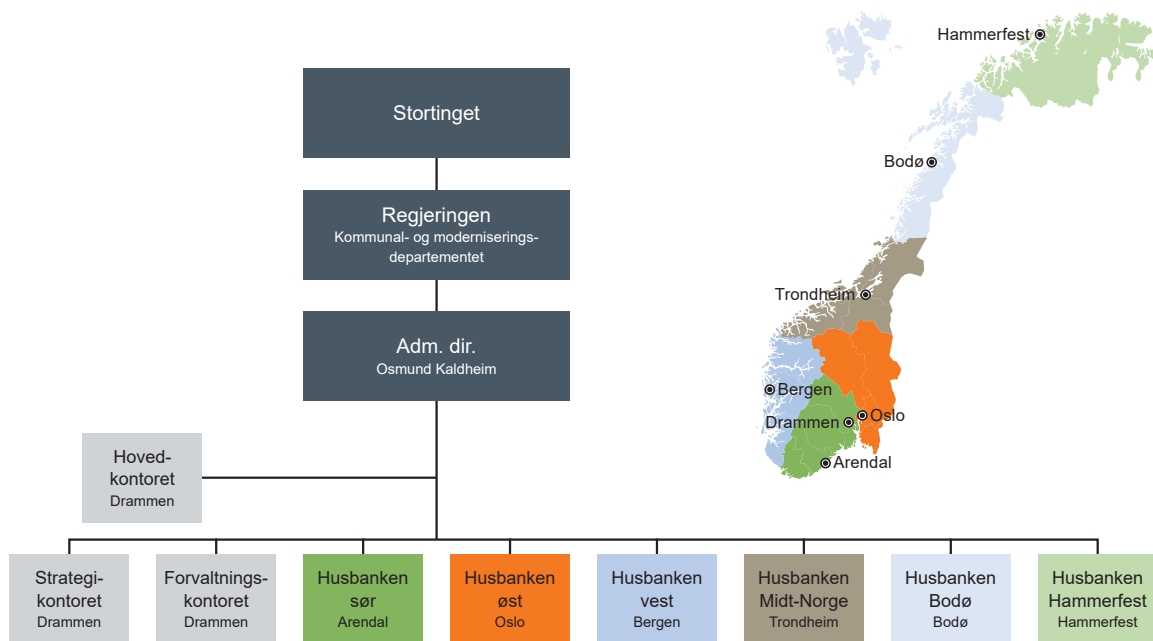 Hammerfest
Stortinget
Bodø
Regjeringen
Kommunal- og moderniserings-
departementet
Trondheim
Adm. dir.
Osmund Kaldheim
Bergen
Oslo
Drammen
Arendal
Hoved-
kontoret
Drammen
Strategi-
kontoret
Drammen
Forvaltnings-
kontoret
Drammen
Husbanken
sør
Arendal
Husbanken
øst
Oslo
Husbanken
vest
Bergen
Husbanken
Midt-Norge
Trondheim
Husbanken
Bodø
Bodø
Husbanken
Hammerfest
Hammerfest